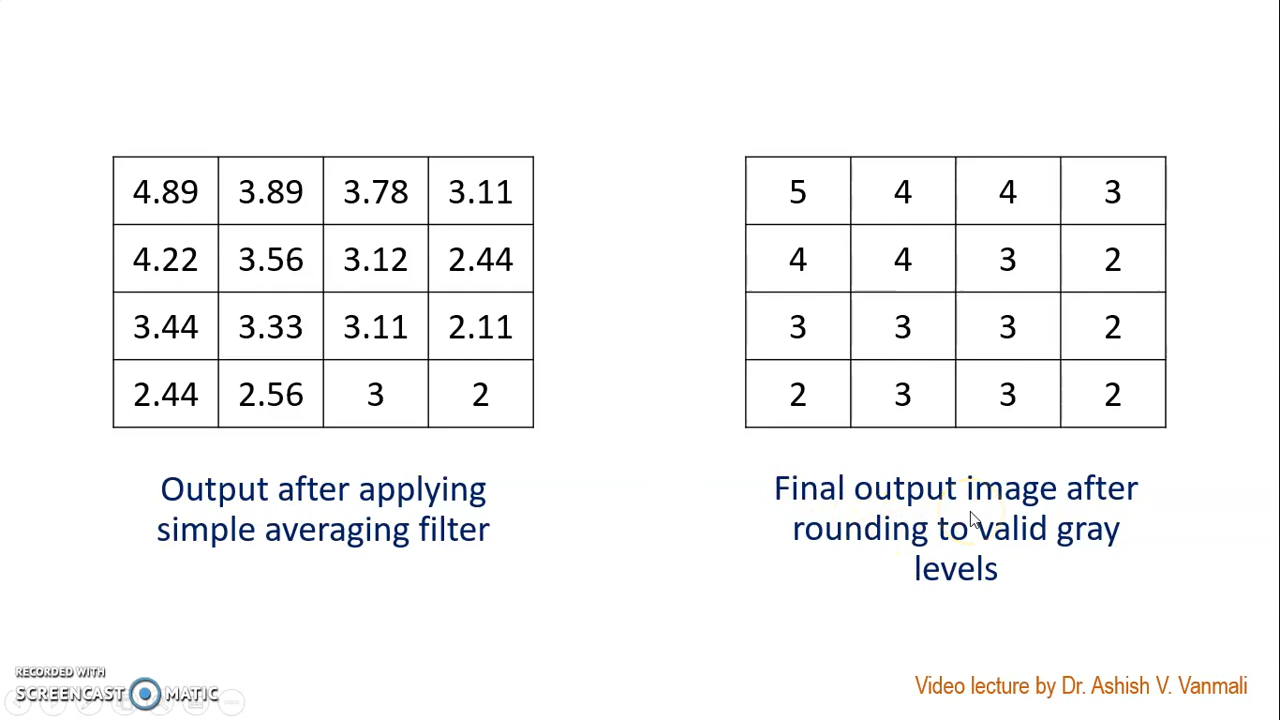 4.89 3.89 3.78 3.11
4.22 3.56 3.12 2.44
3.44 3.33 3.11 2.11
2.44 2.56 3 2
Output after applying
simple averaging filter
5 4 4 3
4 4 3 2
3 3 3 2
2 3 3 2
Final output image after
rounding to valid gray
levels
RECORDED WITH
SCREENCAST MATIC
Video lecture by Dr. Ashish V. Vanmali